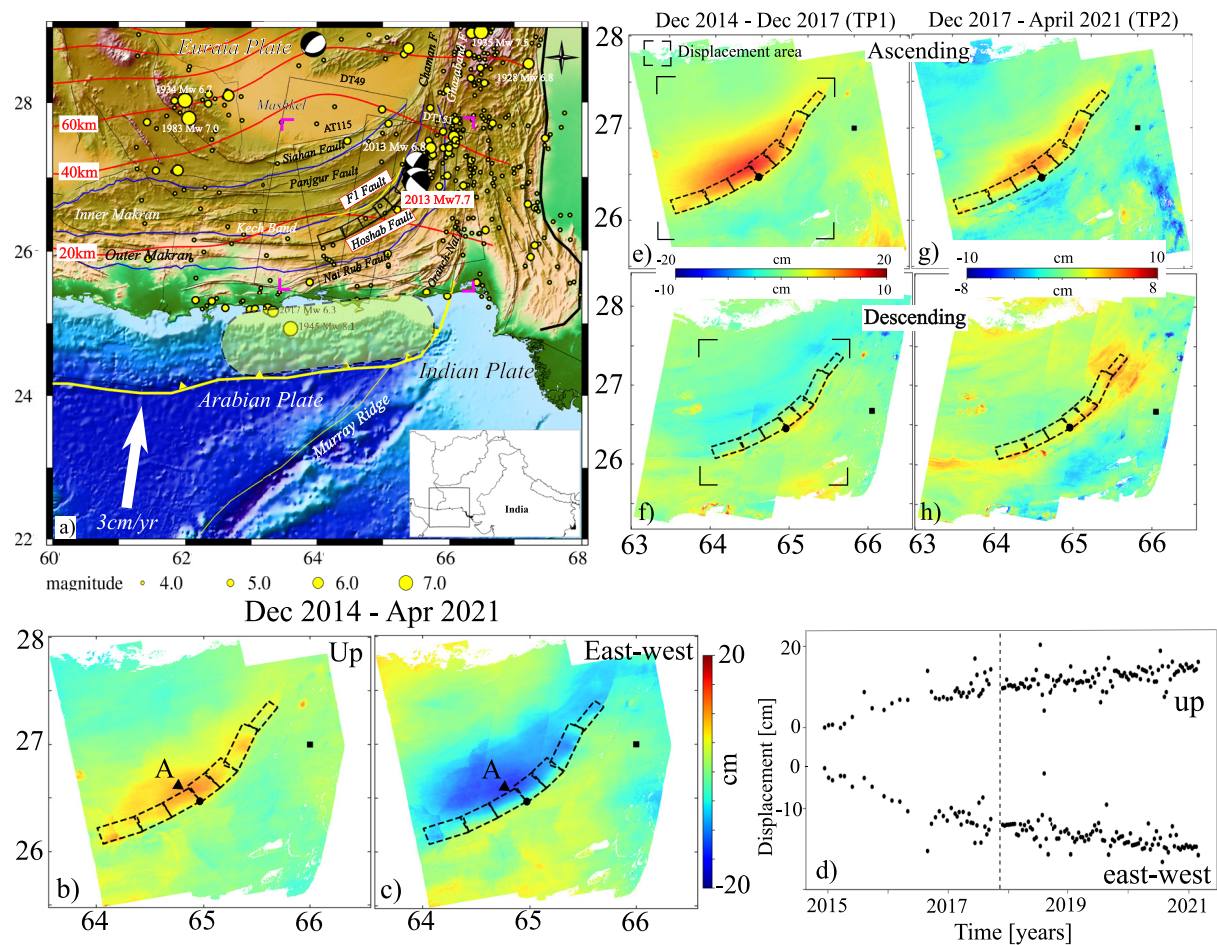 28
26
24
22
60
62
64
66
68
Euraia Plate
1935 Mw 7.5
1928 Mw 6.8
Chaman F
Ghazaband F
DT49
1934 Mw 6.7
Mashkel
60km
1983 Mw 7.0
AT115
DT151
Siahan Fault
2013 Mw 6.8
40km
Panjgur Fault
F1 Fault
2013 Mw7.7
Inner Makran
Kech Band
Hoshab Fault
20km
Outer Makran
Nai Rud Fault
2017 Mw 6.3
1945 Mw 8.1
Indian Plate
Arabian Plate
Murray Ridge
3cm/yr
India
a)
magnitude
4.0
5.0
6.0
7.0
Dec 2014 - Dec 2017 (TP1)
Dec 2017 - April 2021 (TP2)
28
27
26
Displacement area
Ascending
e)
g)
-10
cm
10
-10
cm
10
-20
20
-8
8
28
27
26
Descending
f)
h)
63
64
65
66
63
64
65
66
Dec 2014 - Apr 2021
28
27
26
Up
A
b)
64
65
66
East-west
A
c)
64
65
66
20
cm
-20
20
0
0
-10
Displacement [cm]
up
east-west
d)
2015
2017
2019
2021
Time [years]